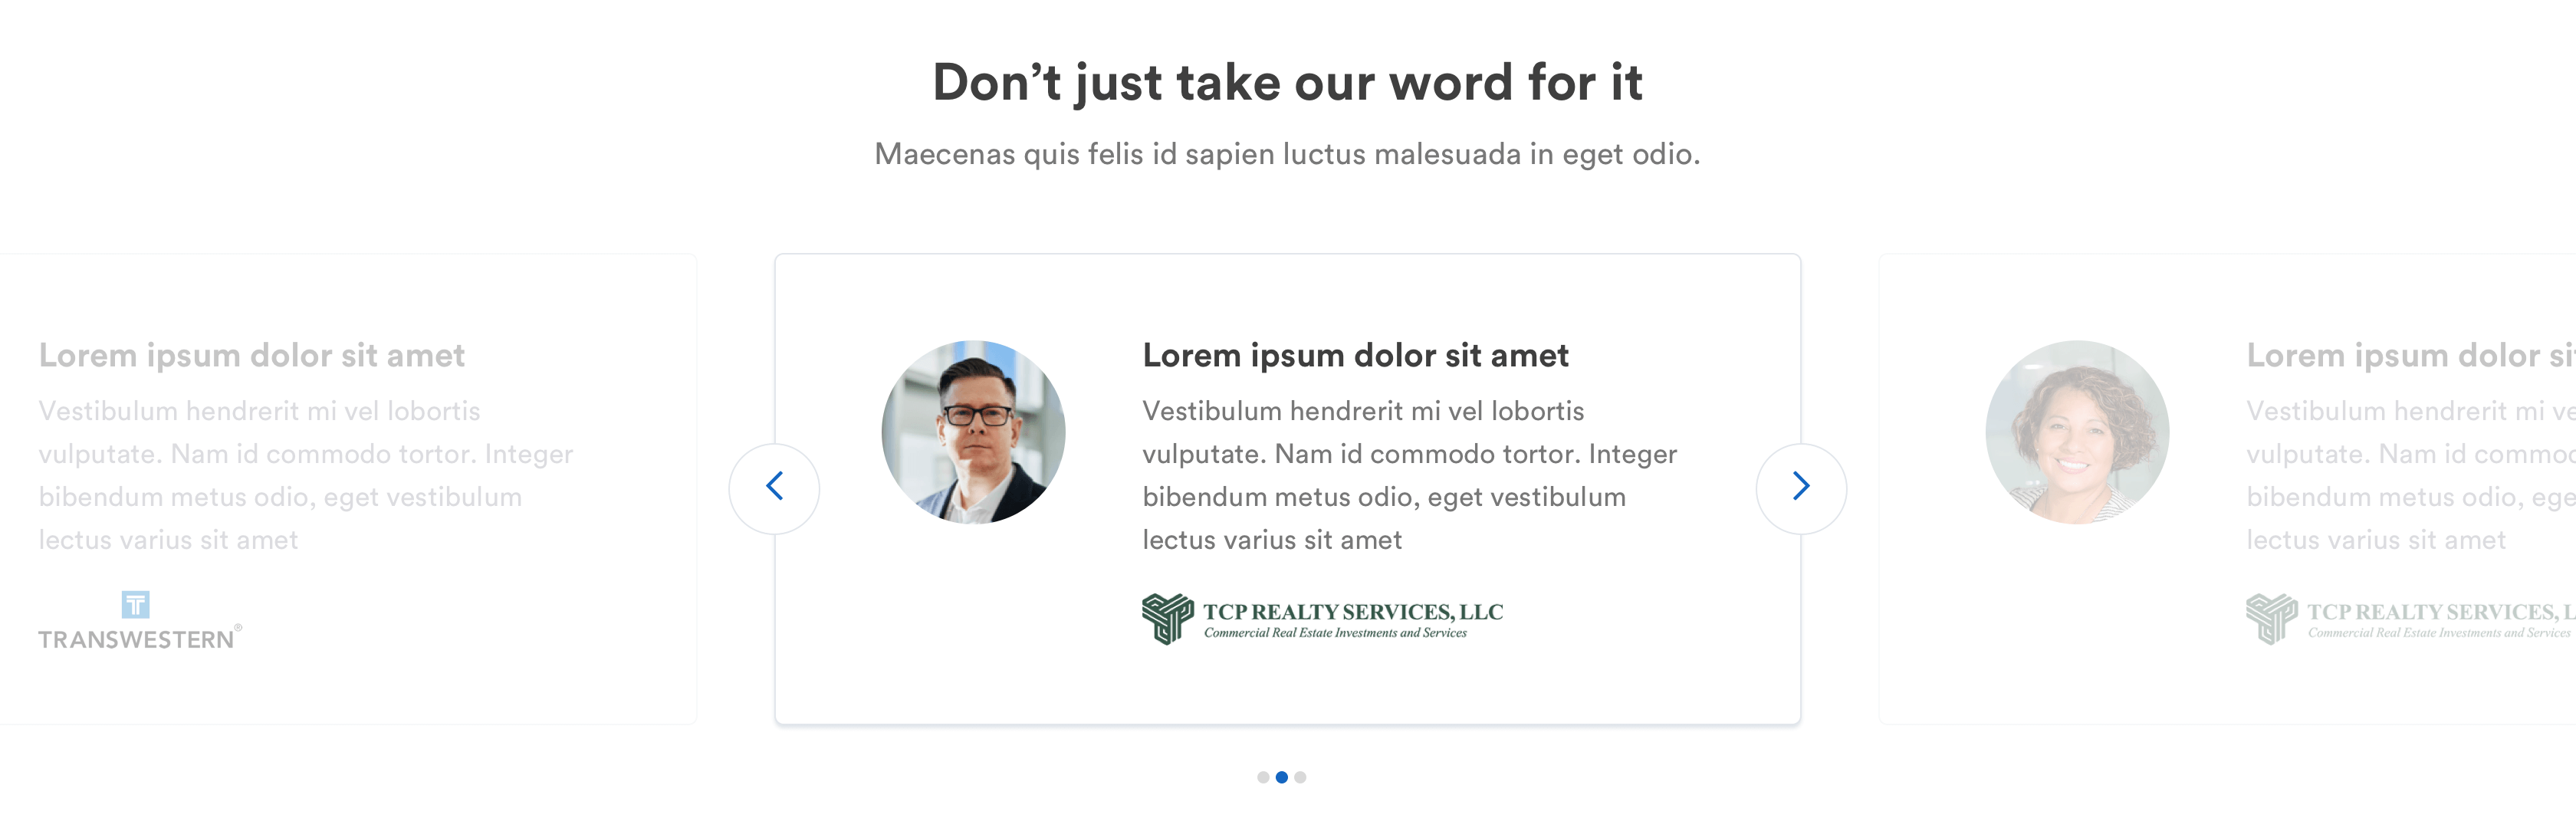 Don’t just take our word for it
Maecenas quis felis id sapien luctus malesuada in eget odio.
Lorem ipsum dolor sit amet
Vestibulum hendrerit mi vel lobortis
vulputate. Nam id commodo tortor. Integer
bibendum metus odio, eget vestibulum
lectus varius sit amet
T
TRANSWESTERN®
Lorem ipsum dolor sit amet
Vestibulum hendrerit mi vel lobortis
vulputate. Nam id commodo tortor. Integer
bibendum metus odio, eget vestibulum
lectus varius sit amet
TCP REALTY SERVICES, LLC
Commercial Real Estate Investments and Services
Lorem ipsum dolor
Vestibulum hendrerit mi
vulputate. Nam id
bibendum metus odio,
lectus varius sit amet
TCP REALTY SERVICES,
Commercial Real Estate Investments and Services